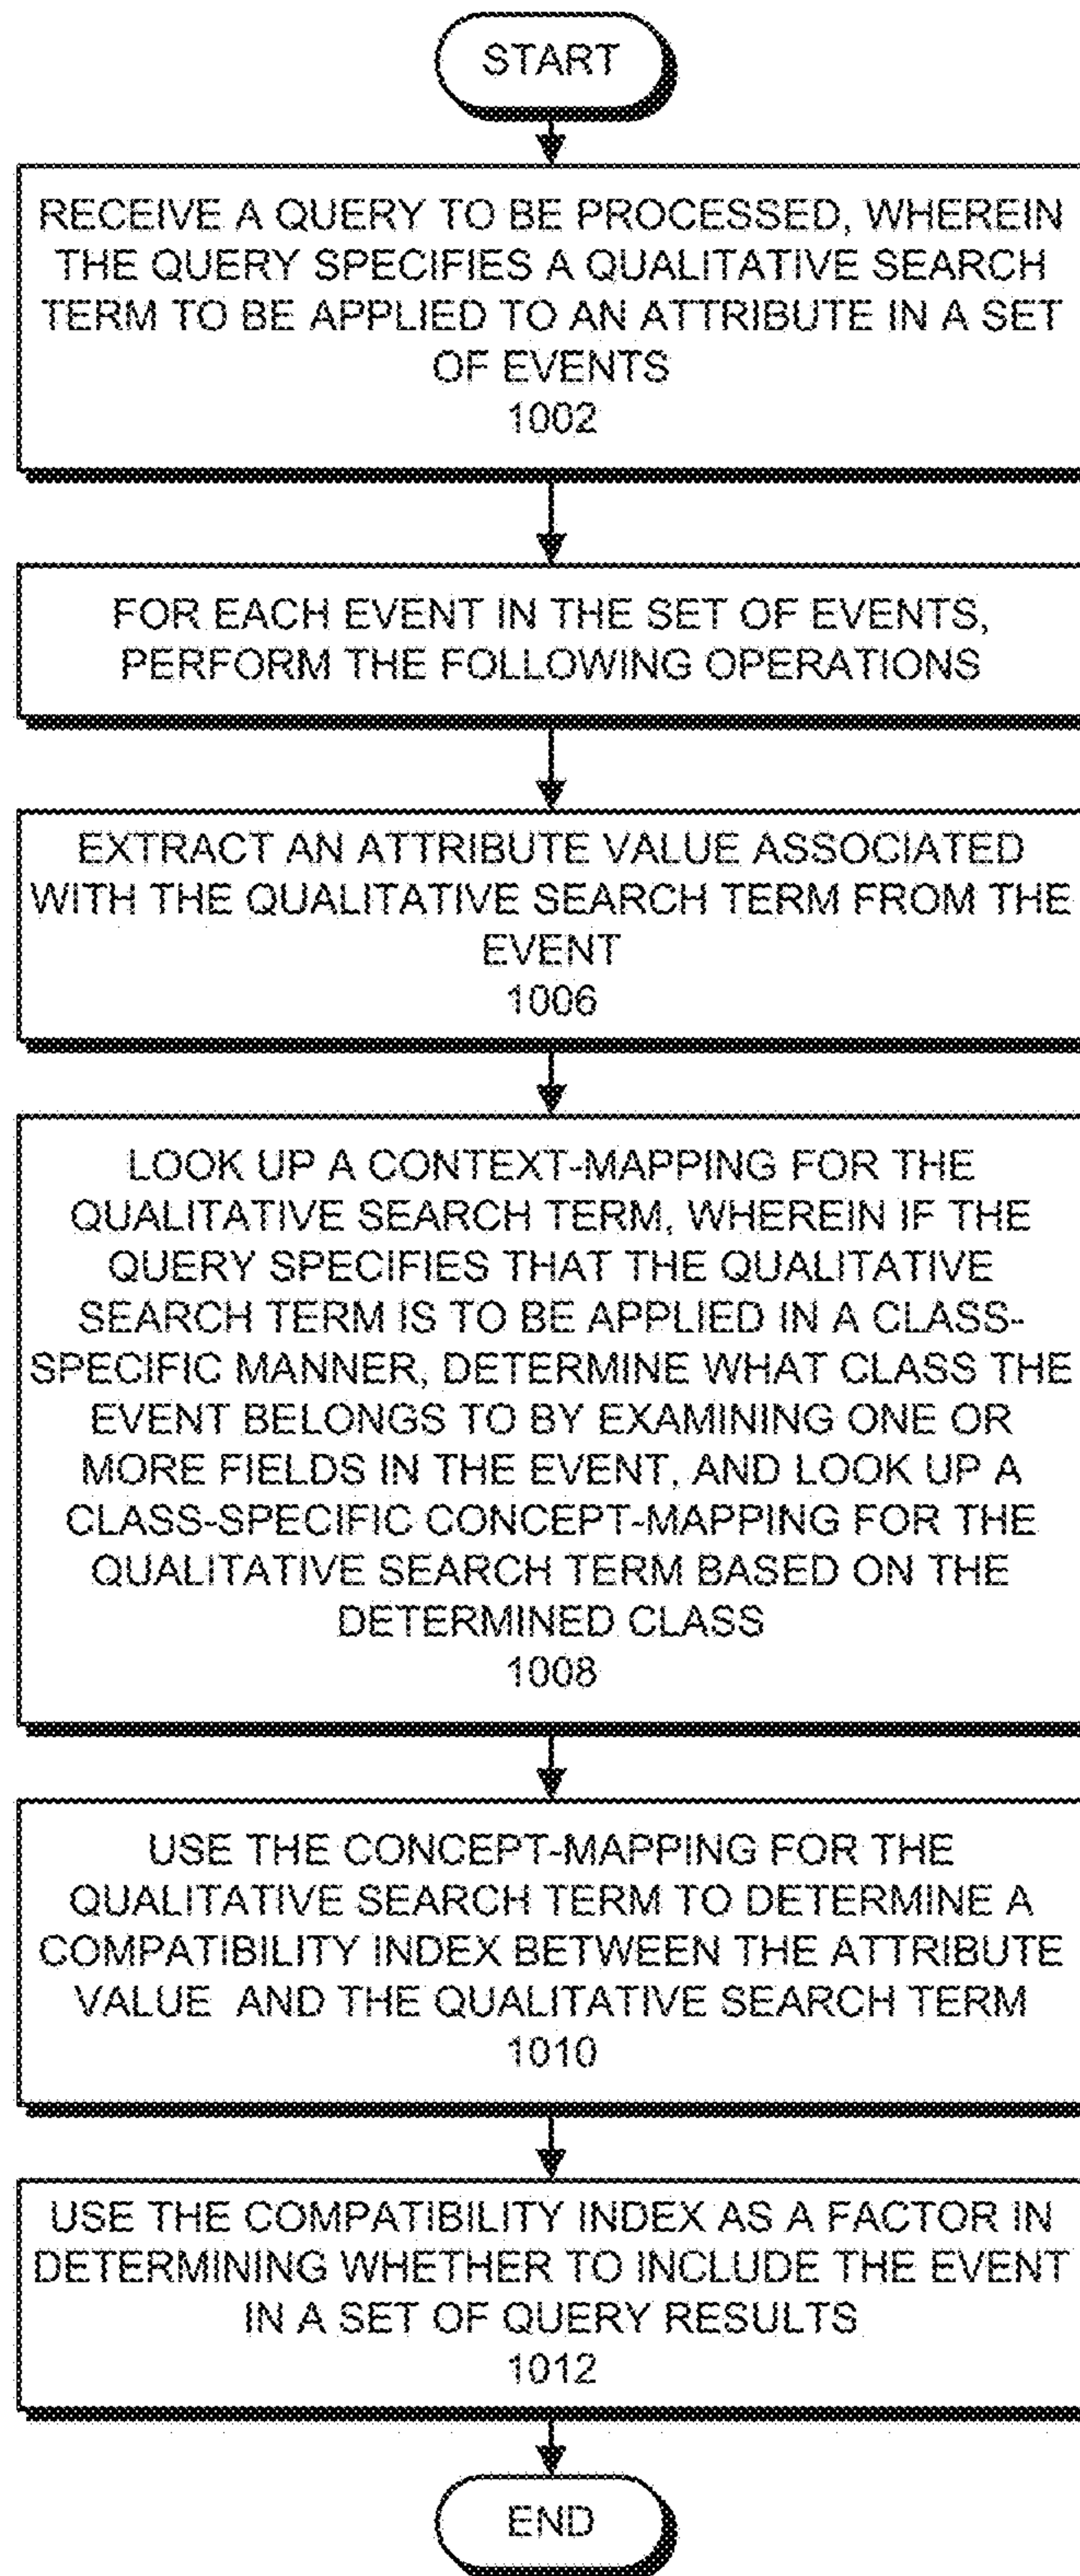 START
RECEIVE A QUERY TO BE PROCESSED, WHEREIN
THE QUERY SPECIFIES A QUALITATIVE SEARCH
TERM TO BE APPLIED TO AN ATTRIBUTE IN A SET
OF EVENTS
1002
FOR EACH EVENT IN THE SET OF EVENTS,
PERFORM THE FOLLOWING OPERATIONS
EXTRACT AN ATTRIBUTE VALUE ASSOCIATED
WITH THE QUALITATIVE SEARCH TERM FROM THE
EVENT
1006
LOOK UP A CONTEXT-MAPPING FOR THE
QUALITATIVE SEARCH TERM, WHEREIN IF THE
QUERY SPECIFIES THAT THE QUALITATIVE
SEARCH TERM IS TO BE APPLIED IN A CLASS-
SPECIFIC MANNER, DETERMINE WHAT CLASS THE
EVENT BELONGS TO BY EXAMINING ONE OR
MORE FIELDS IN THE EVENT, AND LOOK UP A
CLASS-SPECIFIC CONCEPT-MAPPING FOR THE
QUALITATIVE SEARCH TERM BASED ON THE
DETERMINED CLASS
1008
USE THE CONCEPT-MAPPING FOR THE
QUALITATIVE SEARCH TERM TO DETERMINE A
COMPATIBILITY INDEX BETWEEN THE ATTRIBUTE
VALUE AND THE QUALITATIVE SEARCH TERM
1010
USE THE COMPATIBILITY INDEX AS A FACTOR IN
DETERMINING WHETHER TO INCLUDE THE EVENT
IN A SET OF QUERY RESULTS
1012
END